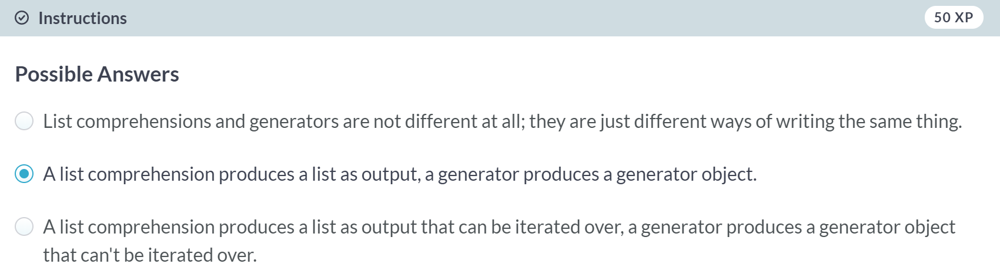 Instructions
50 XP
Possible Answers
List comprehensions and generators are not different at all; they are just different ways of writing the same thing.
A list comprehension produces a list as output, a generator produces a generator object.
A list comprehension produces a list as output that can be iterated over, a generator produces a generator object
that can't be iterated over.